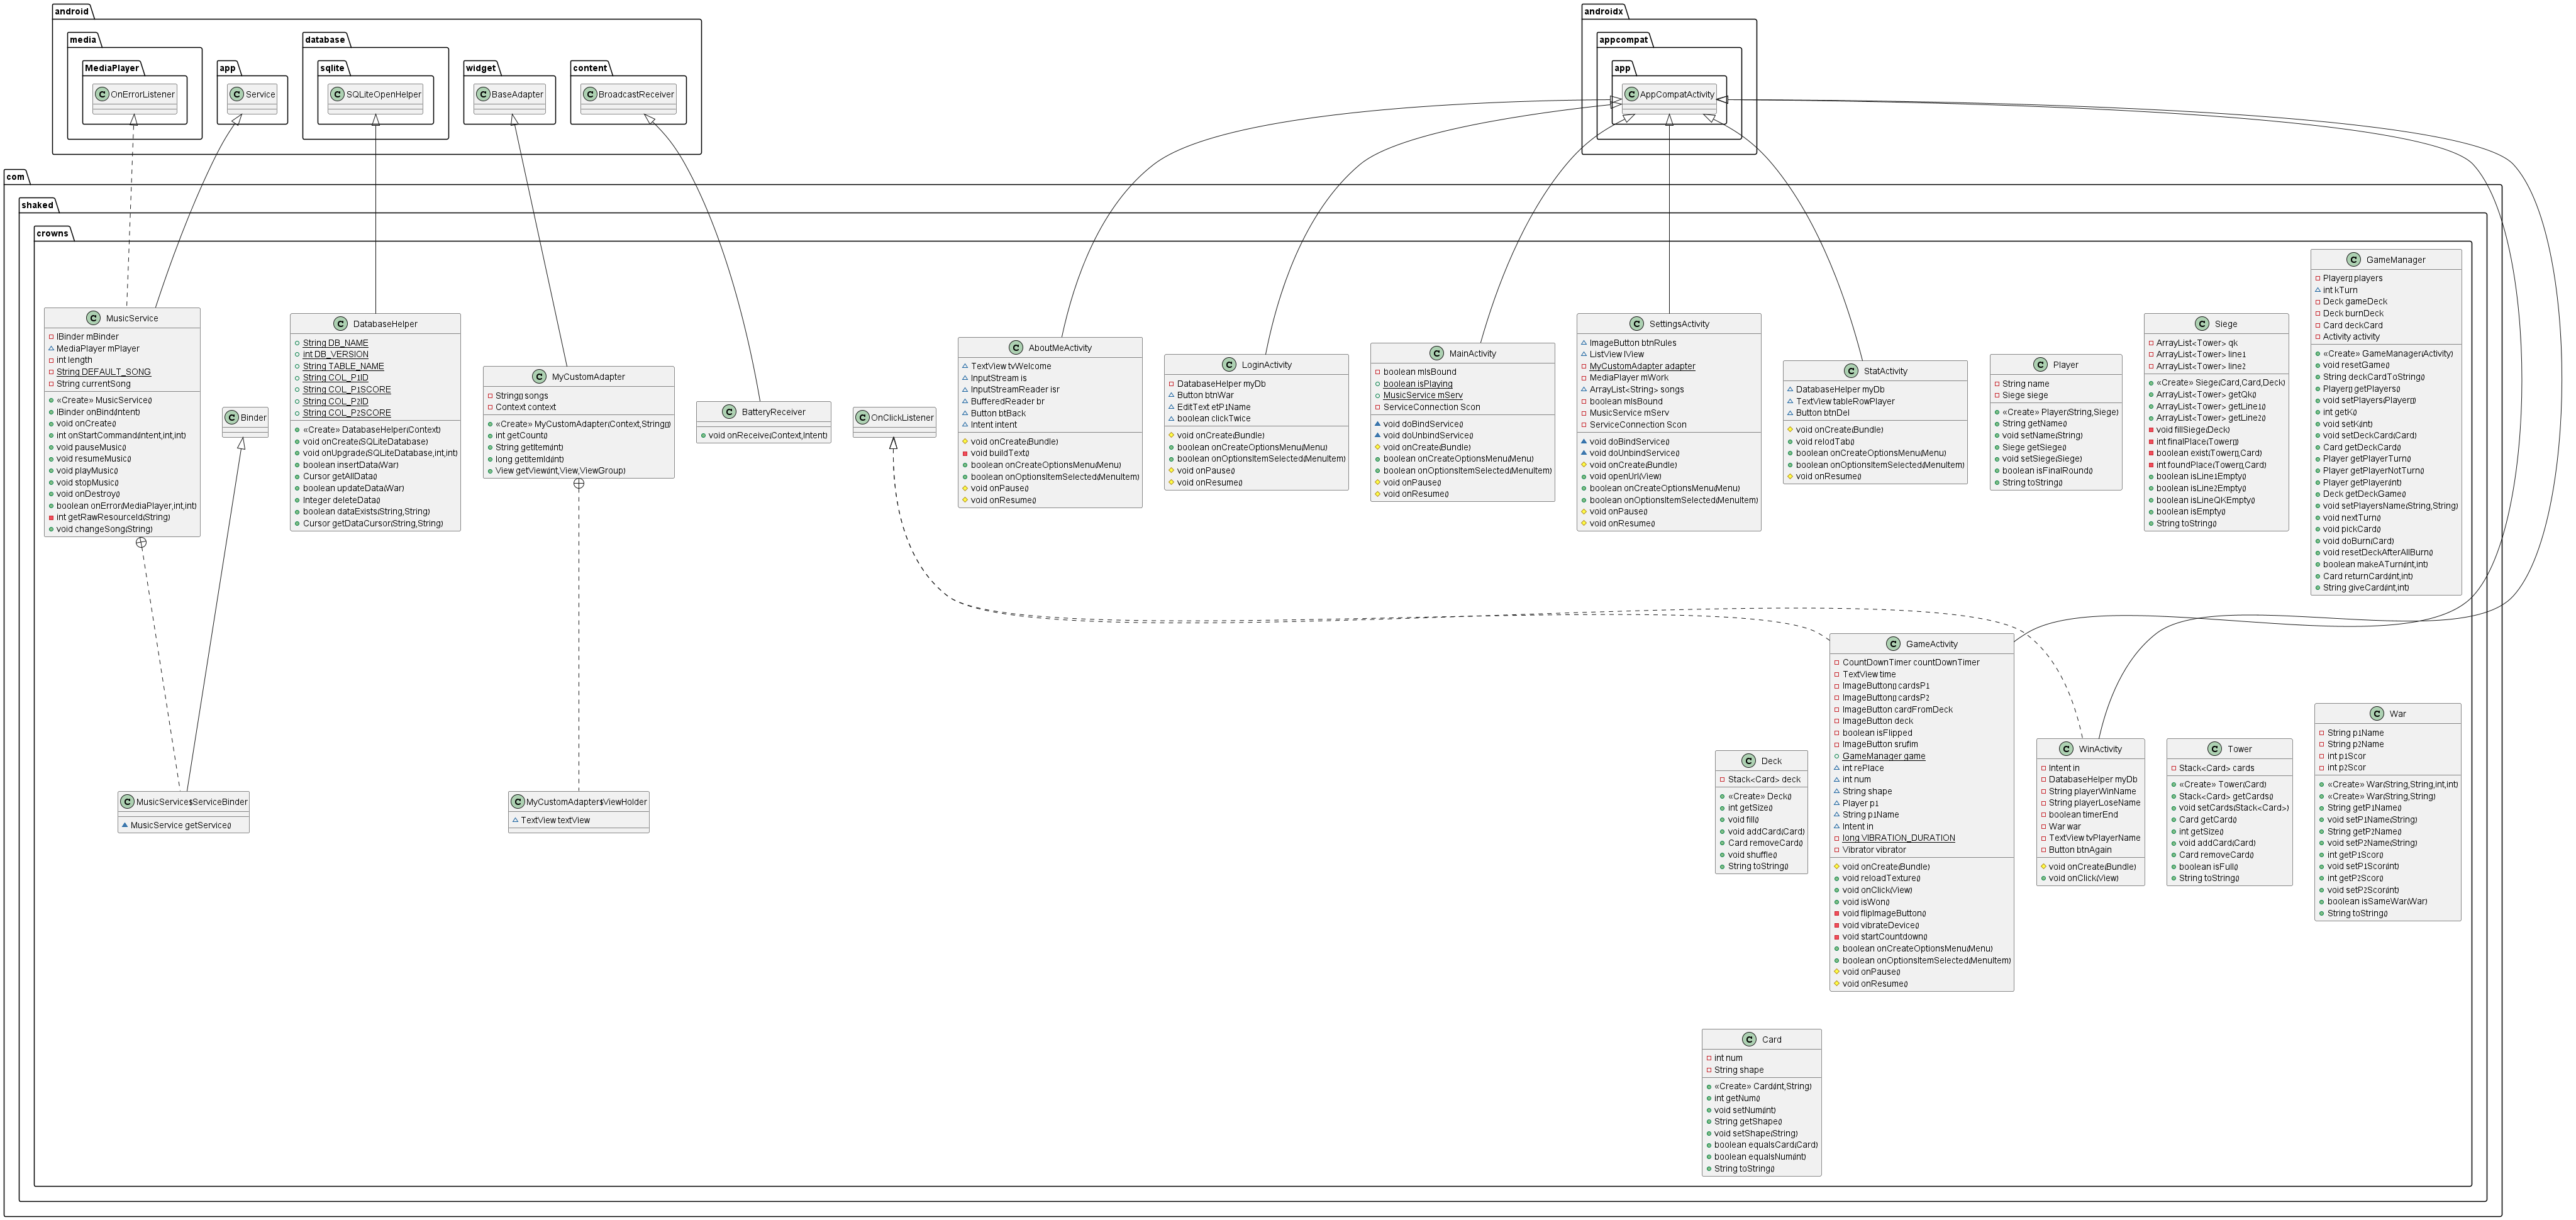 android
androidx
media
database
appcompat
MediaPlayer
app
sqlite
widget
content
app
C OnErrorListener
C Service
C SQLiteOpenHelper
C BaseAdapter
C BroadcastReceiver
C AppCompatActivity
com
shaked
crowns
C MusicService
IBinder mBinder
MediaPlayer mPlayer
int length
String DEFAULT_SONG
String currentSong
«Create» MusicService()
IBinder onBind(Intent)
void onCreate()
int onStartCommand(Intent,int,int)
void pauseMusic()
void resumeMusic()
void playMusic()
void stopMusic()
void onDestroy()
boolean onError(MediaPlayer,int,int)
int getRawResourceId(String)
void changeSong(String)
C Binder
C DatabaseHelper
String DB_NAME
int DB_VERSION
String TABLE_NAME
String COL_P1ID
String COL_P1SCORE
String COL_P2ID
String COL_P2SCORE
«Create» DatabaseHelper(Context)
void onCreate(SQLiteDatabase)
void onUpgrade(SQLiteDatabase,int,int)
boolean insertData(War)
Cursor getAllData()
boolean updateData(War)
Integer deleteData()
boolean dataExists(String,String)
Cursor getDataCursor(String,String)
C MyCustomAdapter
String[] songs
Context context
«Create» MyCustomAdapter(Context,String[])
int getCount()
String getItem(int)
long getItemId(int)
View getView(int,View,ViewGroup)
C BatteryReceiver
void onReceive(Context,Intent)
C OnClickListener
C AboutMeActivity
TextView tvWelcome
InputStream is
InputStreamReader isr
BufferedReader br
Button btBack
Intent intent
void onCreate(Bundle)
void buildText()
boolean onCreateOptionsMenu(Menu)
boolean onOptionsItemSelected(MenuItem)
void onPause()
void onResume()
C LoginActivity
DatabaseHelper myDb
Button btnWar
EditText etP1Name
boolean clickTwice
void onCreate(Bundle)
boolean onCreateOptionsMenu(Menu)
boolean onOptionsItemSelected(MenuItem)
void onPause()
void onResume()
C MainActivity
boolean mIsBound
boolean isPlaying
MusicService mServ
ServiceConnection Scon
void doBindService()
void doUnbindService()
void onCreate(Bundle)
boolean onCreateOptionsMenu(Menu)
boolean onOptionsItemSelected(MenuItem)
void onPause()
void onResume()
C SettingsActivity
ImageButton btnRules
ListView lView
MyCustomAdapter adapter
MediaPlayer mWork
ArrayList<String> songs
boolean mIsBound
MusicService mServ
ServiceConnection Scon
void doBindService()
void doUnbindService()
void onCreate(Bundle)
void openUrl(View)
boolean onCreateOptionsMenu(Menu)
boolean onOptionsItemSelected(MenuItem)
void onPause()
void onResume()
C StatActivity
DatabaseHelper myDb
TextView tableRowPlayer
Button btnDel
void onCreate(Bundle)
void relodTab()
boolean onCreateOptionsMenu(Menu)
boolean onOptionsItemSelected(MenuItem)
void onResume()
C Player
String name
Siege siege
«Create» Player(String,Siege)
String getName()
void setName(String)
Siege getSiege()
void setSiege(Siege)
boolean isFinalRound()
String toString()
C Siege
ArrayList<Tower> qk
ArrayList<Tower> line1
ArrayList<Tower> line2
«Create» Siege(Card,Card,Deck)
ArrayList<Tower> getQk()
ArrayList<Tower> getLine1()
ArrayList<Tower> getLine2()
void fillSiege(Deck)
int finalPlace(Tower[])
boolean exist(Tower[],Card)
int foundPlace(Tower[],Card)
boolean isLine1Empty()
boolean isLine2Empty()
boolean isLineQKEmpty()
boolean isEmpty()
String toString()
C GameManager
Player[] players
int kTurn
Deck gameDeck
Deck burnDeck
Card deckCard
Activity activity
«Create» GameManager(Activity)
void resetGame()
String deckCardToString()
Player[] getPlayers()
void setPlayers(Player[])
int getK()
void setK(int)
void setDeckCard(Card)
Card getDeckCard()
Player getPlayerTurn()
Player getPlayerNotTurn()
Player getPlayer(int)
Deck getDeckGame()
void setPlayersName(String,String)
void nextTurn()
void pickCard()
void doBurn(Card)
void resetDeckAfterAllBurn()
boolean makeATurn(int,int)
Card returnCard(int,int)
String giveCard(int,int)
C MusicService$ServiceBinder
MusicService getService()
C MyCustomAdapter$ViewHolder
TextView textView
C Deck
Stack<Card> deck
«Create» Deck()
int getSize()
void fill()
void addCard(Card)
Card removeCard()
void shuffle()
String toString()
C GameActivity
CountDownTimer countDownTimer
TextView time
ImageButton[] cardsP1
ImageButton[] cardsP2
ImageButton cardFromDeck
ImageButton deck
boolean isFlipped
ImageButton srufim
GameManager game
int rePlace
int num
String shape
Player p1
String p1Name
Intent in
long VIBRATION_DURATION
Vibrator vibrator
void onCreate(Bundle)
void reloadTexture()
void onClick(View)
void isWon()
void flipImageButton()
void vibrateDevice()
void startCountdown()
boolean onCreateOptionsMenu(Menu)
boolean onOptionsItemSelected(MenuItem)
void onPause()
void onResume()
C WinActivity
Intent in
DatabaseHelper myDb
String playerWinName
String playerLoseName
boolean timerEnd
War war
TextView tvPlayerName
Button btnAgain
void onCreate(Bundle)
void onClick(View)
C Tower
Stack<Card> cards
«Create» Tower(Card)
Stack<Card> getCards()
void setCards(Stack<Card>)
Card getCard()
int getSize()
void addCard(Card)
Card removeCard()
boolean isFull()
String toString()
C War
String p1Name
String p2Name
int p1Scor
int p2Scor
«Create» War(String,String,int,int)
«Create» War(String,String)
String getP1Name()
void setP1Name(String)
String getP2Name()
void setP2Name(String)
int getP1Scor()
void setP1Scor(int)
int getP2Scor()
void setP2Scor(int)
boolean isSameWar(War)
String toString()
C Card
int num
String shape
«Create» Card(int,String)
int getNum()
void setNum(int)
String getShape()
void setShape(String)
boolean equalsCard(Card)
boolean equalsNum(int)
String toString()